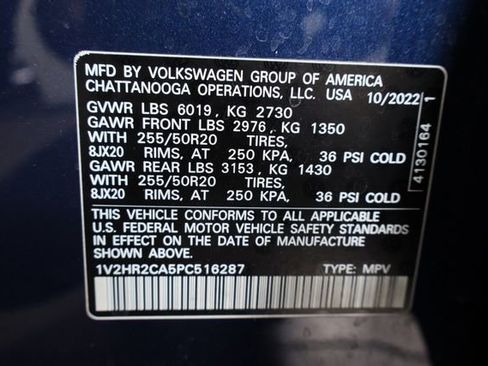 MFD BY VOLKSWAGEN GROUP OF AMERICA
CHATTANOOGA OPERATIONS, LLC. USA 10/2022
GVWR LBS 6019, KG 2730
GAWR FRONT LBS 2976, KG 1350
WITH 255/50R20 TIRES,
8JX20 RIMS, AT 250 KPA, 36 PSI COLD
GAWR REAR LBS 3153, KG 1430
WITH 255/50R20 TIRES,
8JX20 RIMS, AT 250 KPA, 36 PSI COLD
THIS VEHICLE CONFORMS TO ALL APPLICABLE
U.S. FEDERAL MOTOR VEHICLE SAFETY STANDARDS
IN EFFECT ON THE DATE OF MANUFACTURE
SHOWN ABOVE.
1V2HR2CA5PC516287 TYPE: MPV
4130164 1